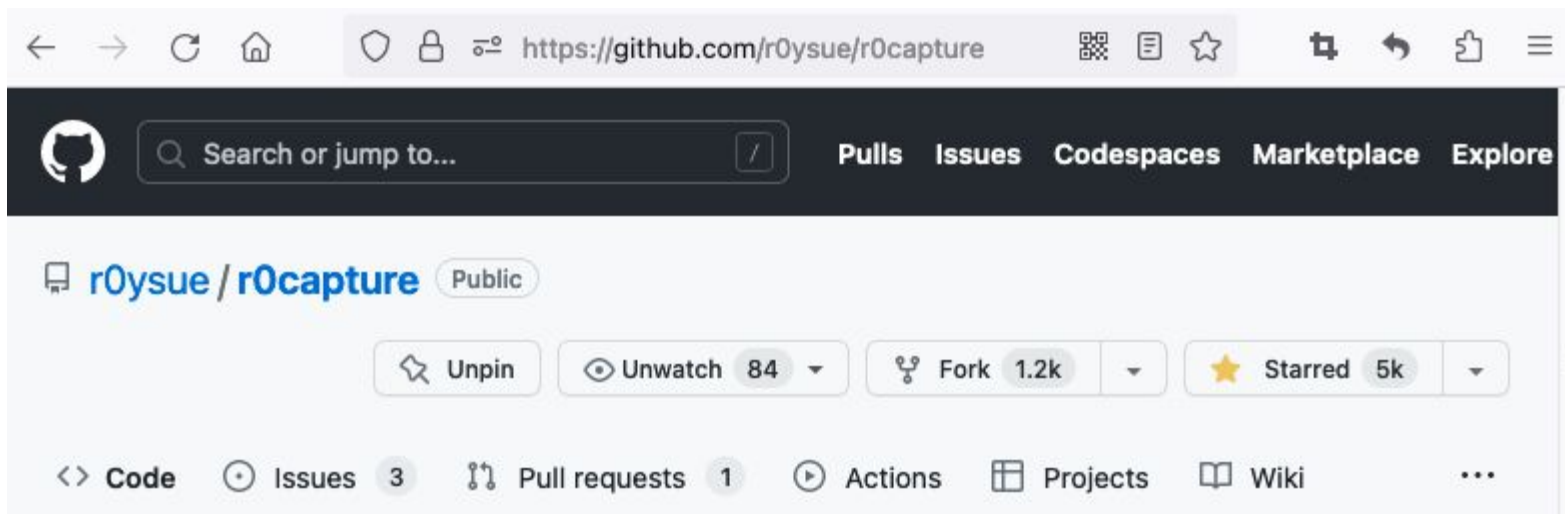 https://github.com/r0ysue/r0capture
Search or jump to... / Pulls Issues Codespaces Marketplace Explore
r0ysue / r0capture Public
Unpin Unwatch 84 Fork 1.2k Starred 5k
<> Code Issues 3 Pull requests 1 Actions Projects Wiki ...